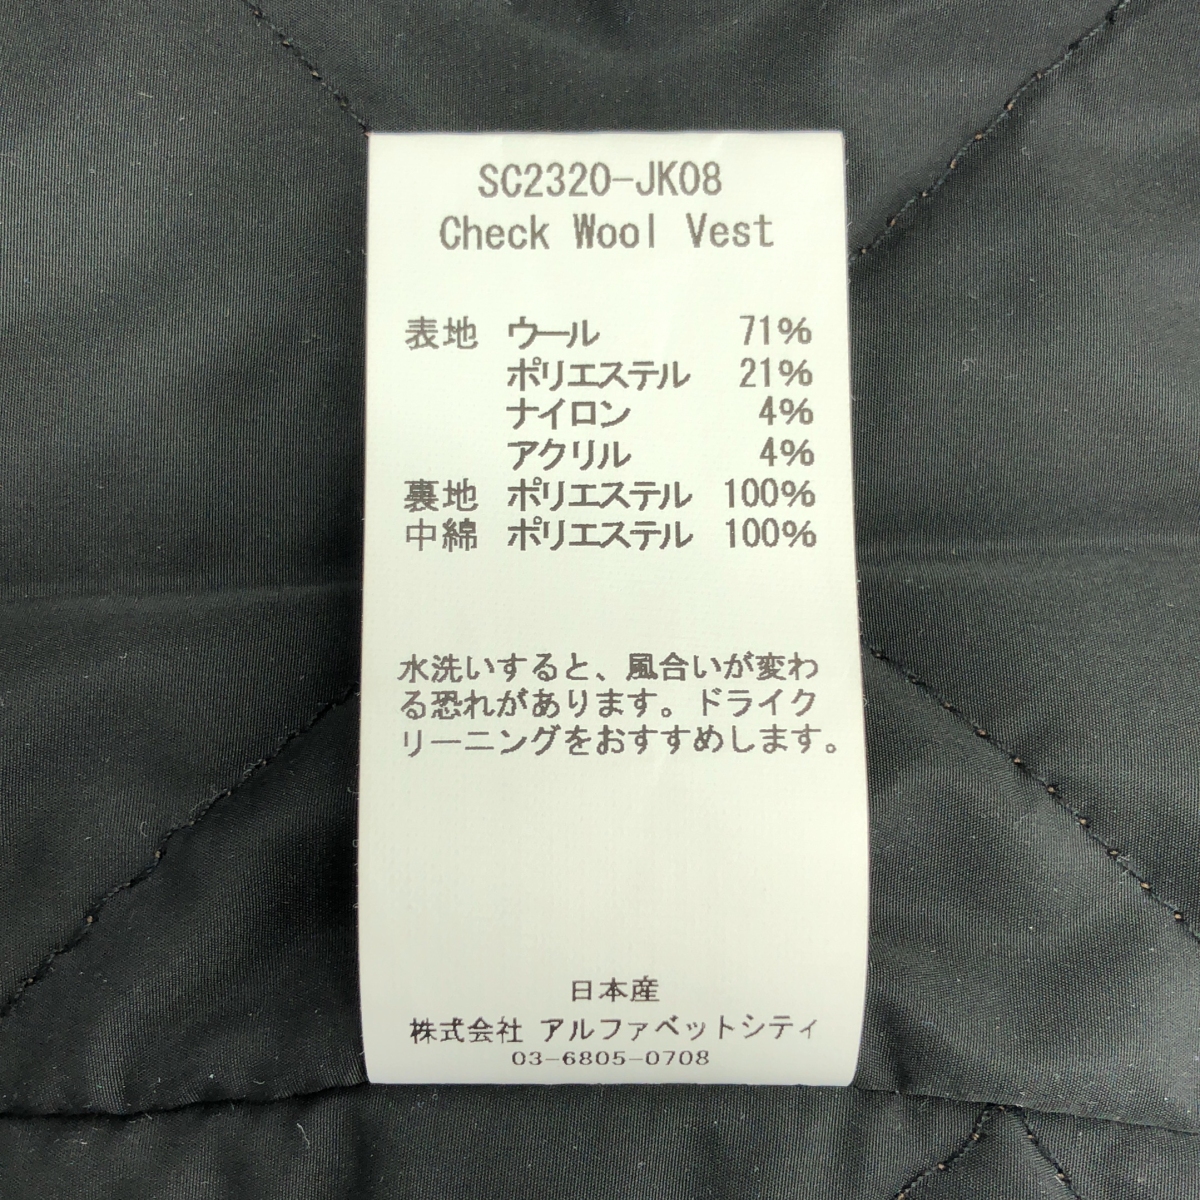 SC2320-JK08
Check Wool Vest
表地 ウール 71%
ポリエステル 21%
ナイロン 4%
アクリル 4%
裏地 ポリエステル 100%
中綿 ポリエステル 100%
水洗いすると、風合いが変わ
る恐れがあります。ドライク
リーニングをおすすめします。
日本産
株式会社 アルファベットシティ
03-6805-0708